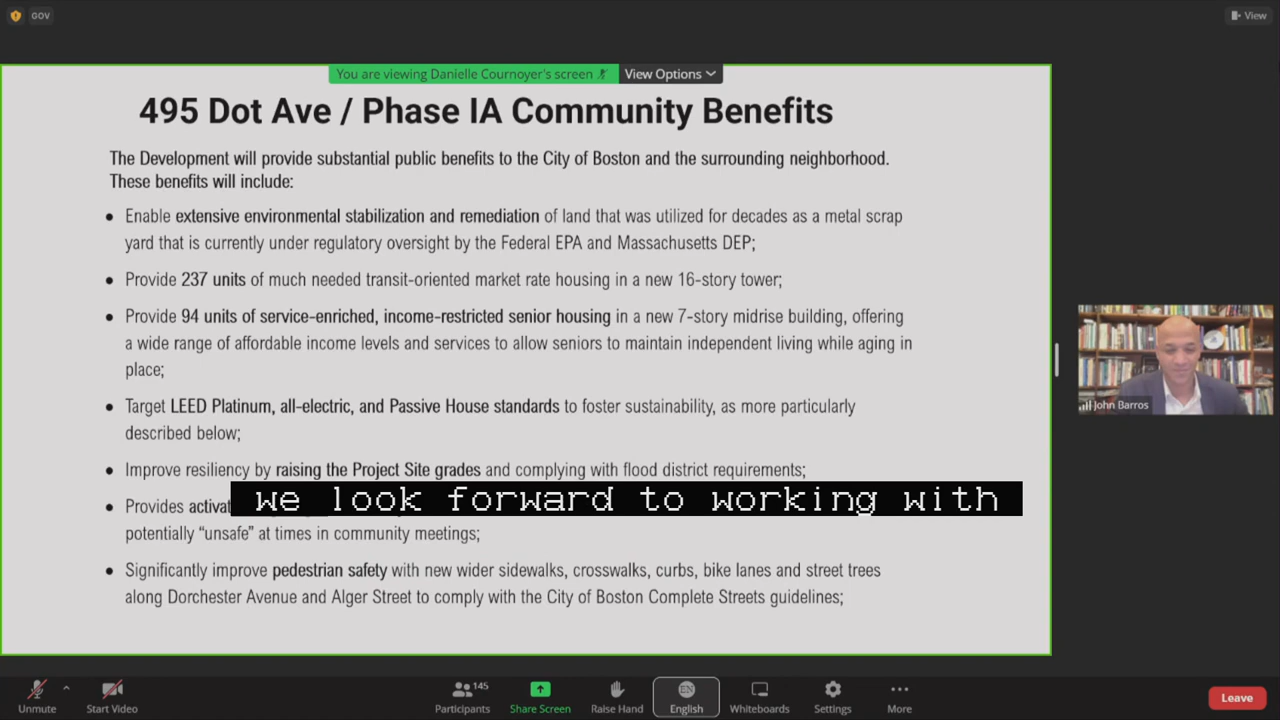 GOV
View
You are viewing Danielle Cournoyer's screen
View Options
495 Dot Ave / Phase IA Community Benefits
The Development will provide substantial public benefits to the City of Boston and the surrounding neighborhood.
These benefits will include:
• Enable extensive environmental stabilization and remediation of land that was utilized for decades as a metal scrap
yard that is currently under regulatory oversight by the Federal EPA and Massachusetts DEP;
• Provide 237 units of much needed transit-oriented market rate housing in a new 16-story tower;
• Provide 94 units of service-enriched, income-restricted senior housing in a new 7-story midrise building, offering
a wide range of affordable income levels and services to allow seniors to maintain independent living while aging in
place;
• Target LEED Platinum, all-electric, and Passive House standards to foster sustainability, as more particularly
described below;
• Improve resiliency by raising the Project Site grades and complying with flood district requirements;
• Provides
we look forward to working with
potentially "unsafe" at times in community meetings;
• Significantly improve pedestrian safety with new wider sidewalks, crosswalks, curbs, bike lanes and street trees
along Dorchester Avenue and Alger Street to comply with the City of Boston Complete Streets guidelines;
John Barros
Unmute
Start Video
145
Participants
Share Screen
Raise Hand
EN
English
Whiteboards
Settings
More
Leave